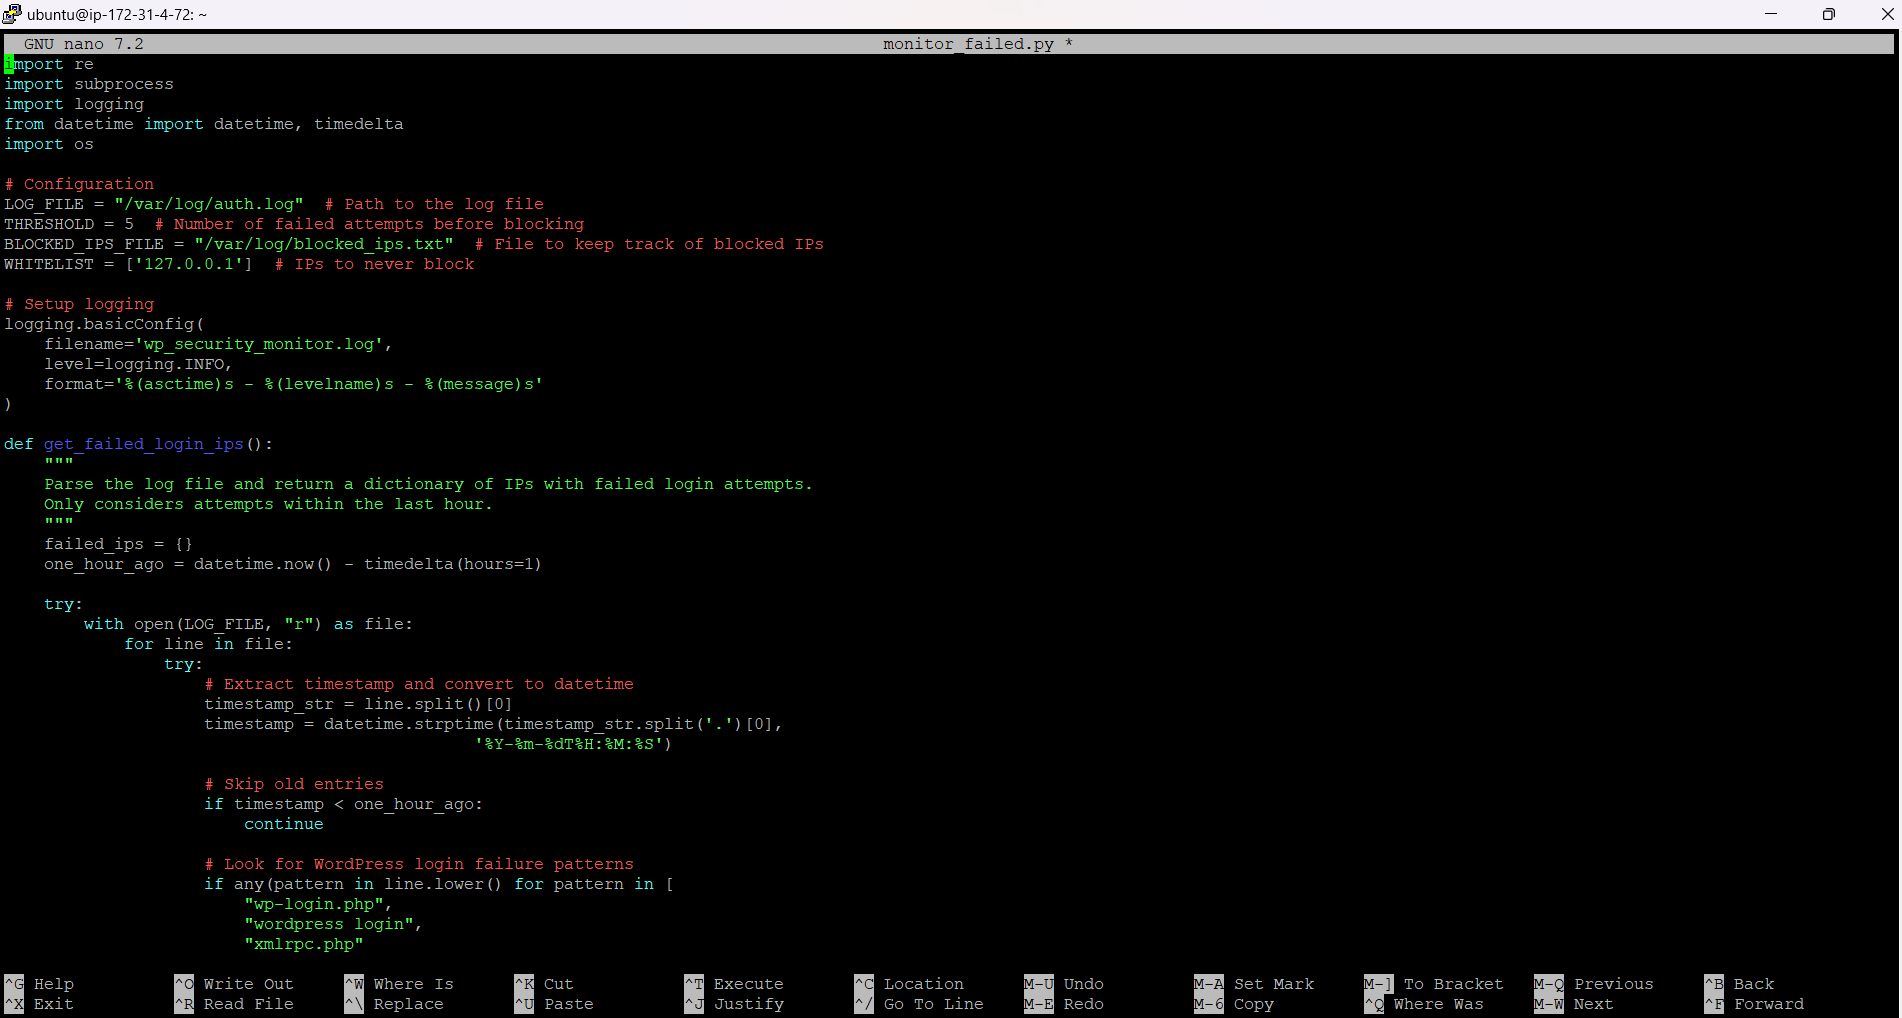 ubuntu@ip-172-31-4-72: ~
GNU nano 7.2 monitor_failed.py *
import re
import subprocess
import logging
from datetime import datetime, timedelta
import os

# Configuration
LOG_FILE = "/var/log/auth.log"  # Path to the log file
THRESHOLD = 5  # Number of failed attempts before blocking
BLOCKED_IPS_FILE = "/var/log/blocked_ips.txt"  # File to keep track of blocked IPs
WHITELIST = ['127.0.0.1']  # IPs to never block

# Setup logging
logging.basicConfig(
    filename='wp_security_monitor.log',
    level=logging.INFO,
    format='%(asctime)s - %(levelname)s - %(message)s'
)

def get_failed_login_ips():
    """
    Parse the log file and return a dictionary of IPs with failed login attempts.
    Only considers attempts within the last hour.
    """
    failed_ips = {}
    one_hour_ago = datetime.now() - timedelta(hours=1)

    try:
        with open(LOG_FILE, "r") as file:
            for line in file:
                try:
                    # Extract timestamp and convert to datetime
                    timestamp_str = line.split()[0]
                    timestamp = datetime.strptime(timestamp_str.split('.')[0],
                                               '%Y-%m-%dT%H:%M:%S')

                    # Skip old entries
                    if timestamp < one_hour_ago:
                        continue

                    # Look for WordPress login failure patterns
                    if any(pattern in line.lower() for pattern in [
                        "wp-login.php",
                        "wordpress login",
                        "xmlrpc.php"

^G Help ^O Write Out ^W Where Is ^K Cut ^T Execute ^C Location M-U Undo M-A Set Mark M-] To Bracket M-Q Previous ^B Back
^X Exit ^R Read File ^\ Replace ^U Paste ^J Justify ^/ Go To Line M-E Redo M-6 Copy ^Q Where Was M-W Next ^F Forward